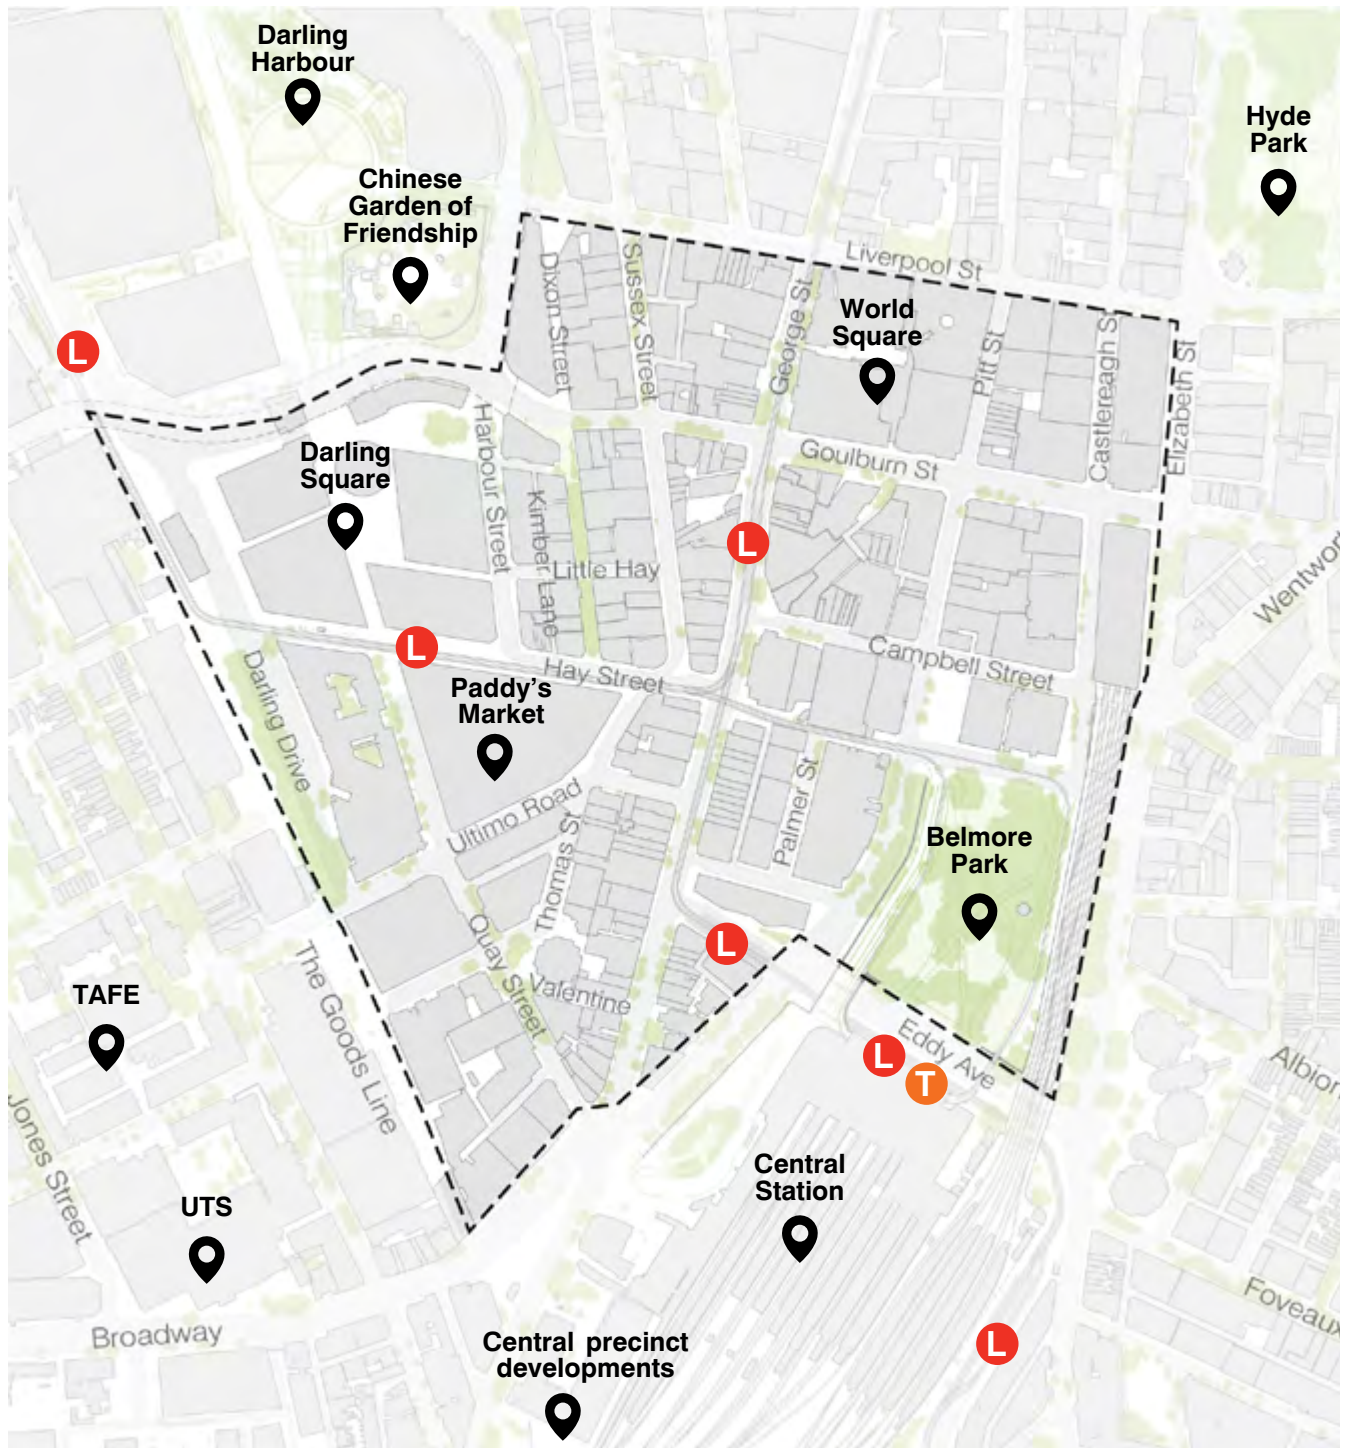 Darling
Harbour
Hyde
Park
Chinese
Garden of
Friendship
Liverpool St
Dixon Street
Sussex Street
George St
World
Square
Pitt St
Castlereagh S
Elizabeth St
L
Darling
Square
Harbour Street
Kimber Lane
Goulburn St
L
Little Hay
Wentwor
L
Hay Street
Campbell Street
Darling Drive
Paddy's
Market
Ultimo Road
Thomas St
Palmer St
Belmore
Park
L
Quay Street
Valentine
The Goods Line
TAFE
Eddy Ave
L
T
Albion
Jones Street
Central
Station
UTS
Foveaux
Broadway
Central precinct
developments
L